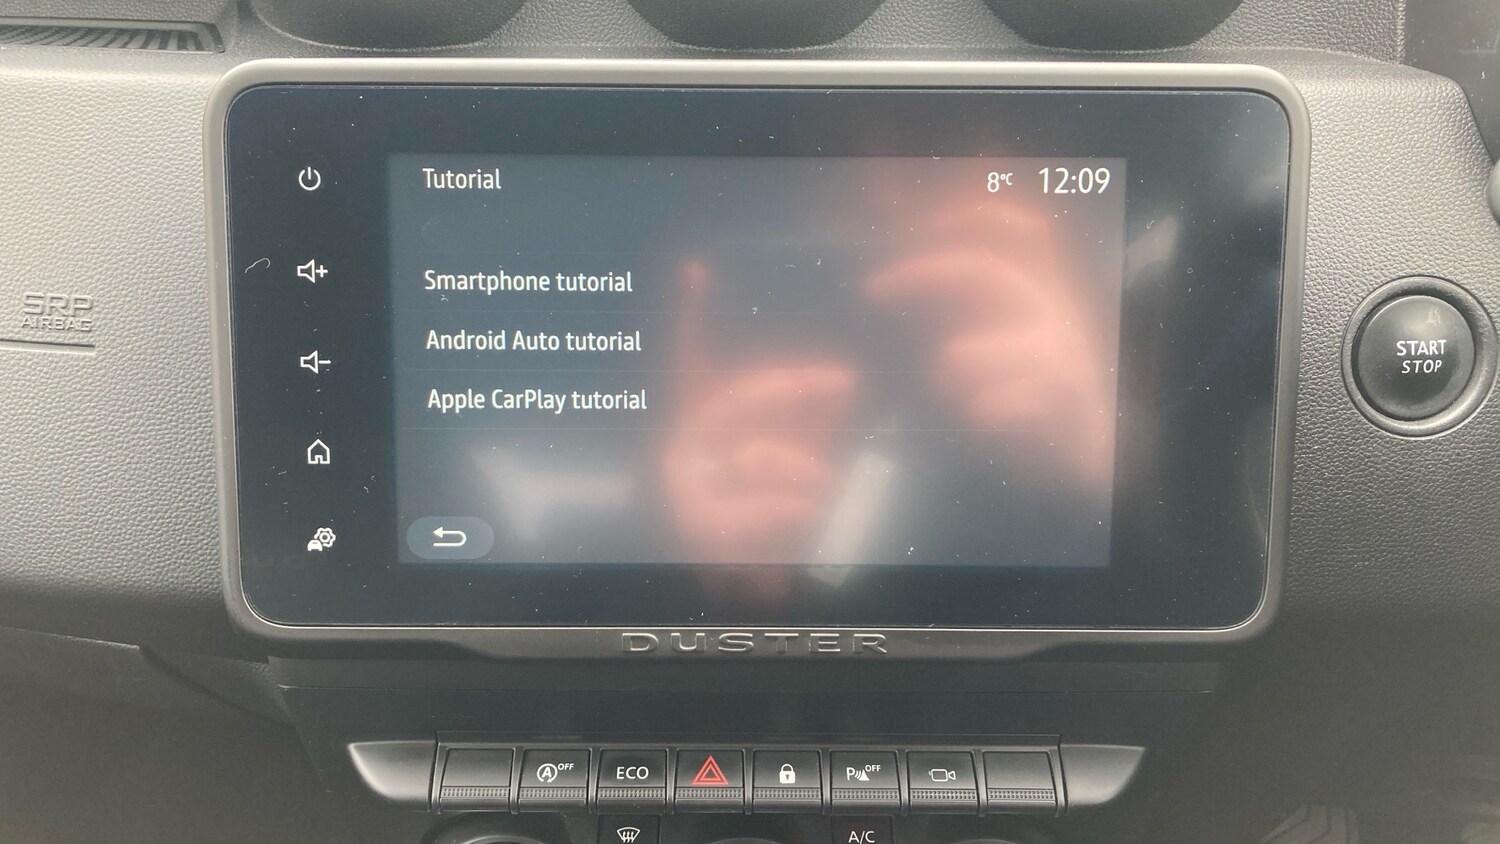 Tutorial
8°C 12:09
Smartphone tutorial
Android Auto tutorial
Apple CarPlay tutorial
SRP
AIRBAG
START
STOP
DUSTER
A OFF
ECO
P OFF
A/C